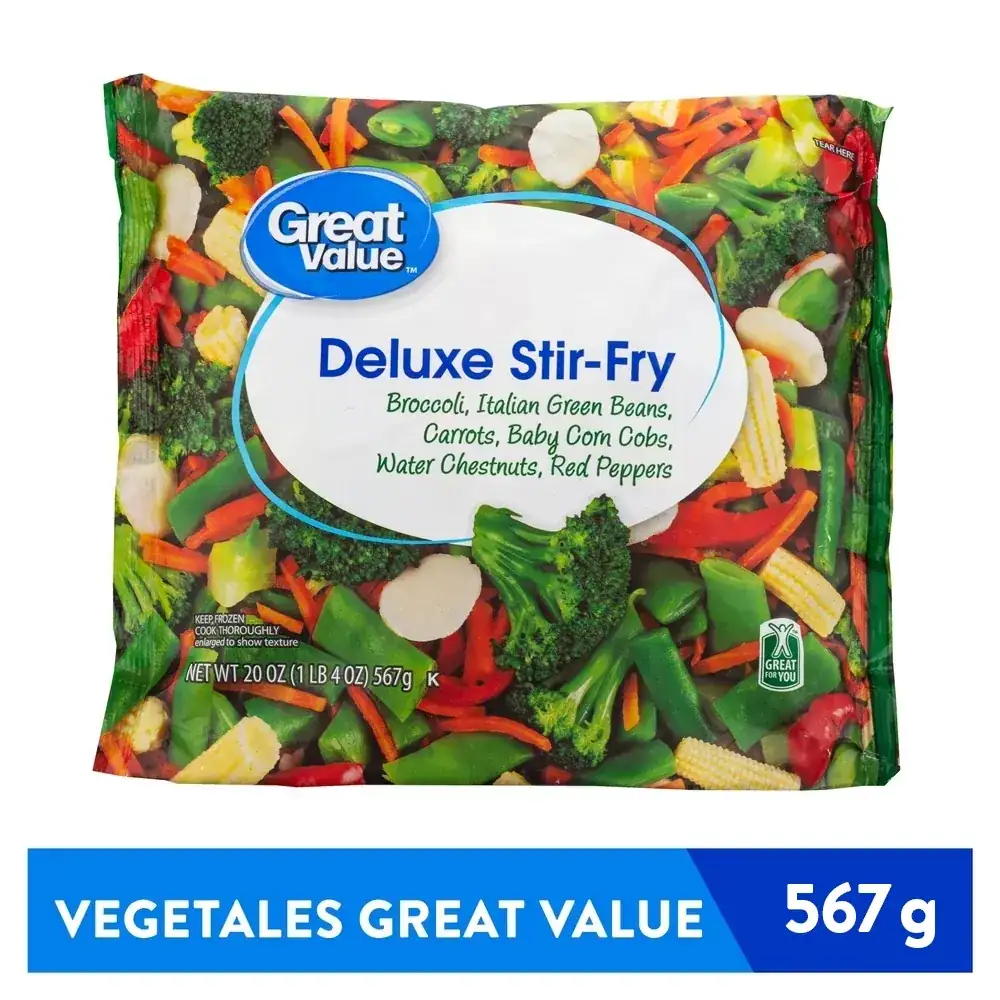 TEAR HERE
Great
Value™
Deluxe Stir-Fry
Broccoli, Italian Green Beans,
Carrots, Baby Corn Cobs,
Water Chestnuts, Red Peppers
KEEP FROZEN
COOK THOROUGHLY
enlarged to show texture
NET WT 20 OZ (1 LB 4 OZ) 567g K
GREAT
FOR YOU
VEGETALES GREAT VALUE
567 g